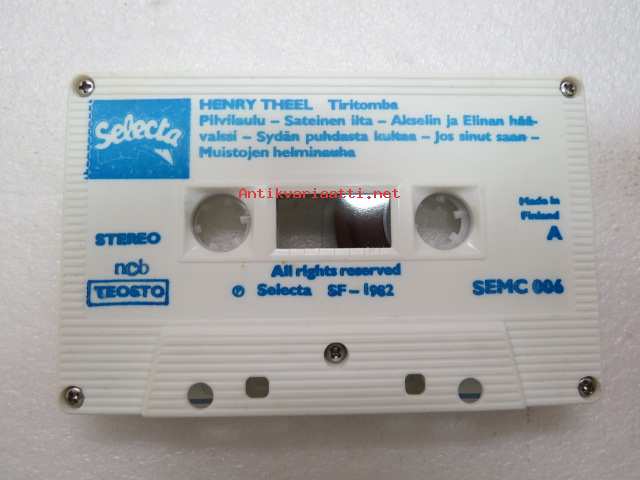 Selecta
HENRY THEEL Tiritomba
Pilvilaulu – Sateinen ilta – Akselin ja Elinan hää-
valssi – Sydän puhdasta kultaa – Jos sinut saan –
Muistojen helminauha
Antikvariaatti.net
Made in
Finland
STEREO
A
ncb
TEOSTO
All rights reserved
℗ Selecta SF – 1982
SEMC 006